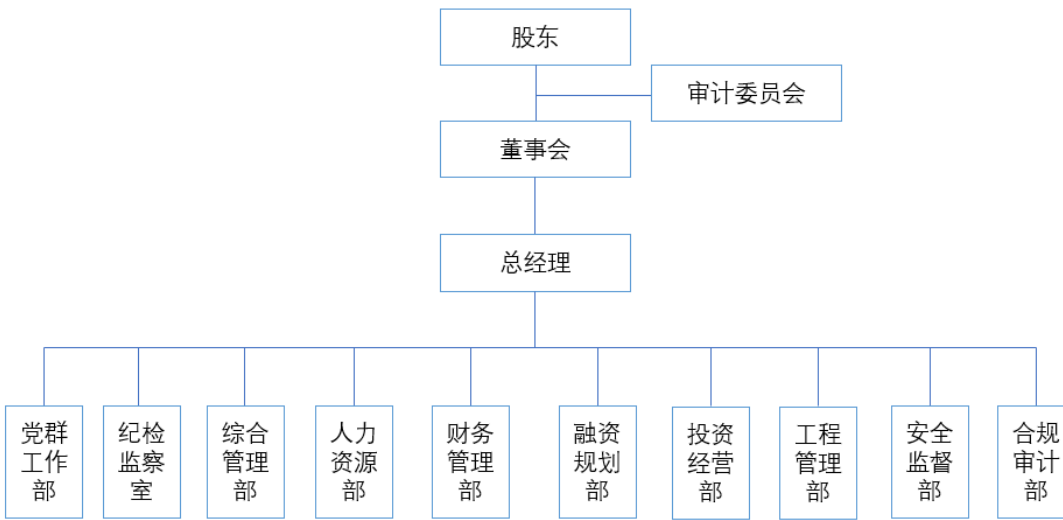 股东
审计委员会
董事会
总经理
党群
工作
部
纪检
监察
室
综合
管理
部
人力
资源
部
财务
管理
部
融资
规划
部
投资
经营
部
工程
管理
部
安全
监督
部
合规
审计
部